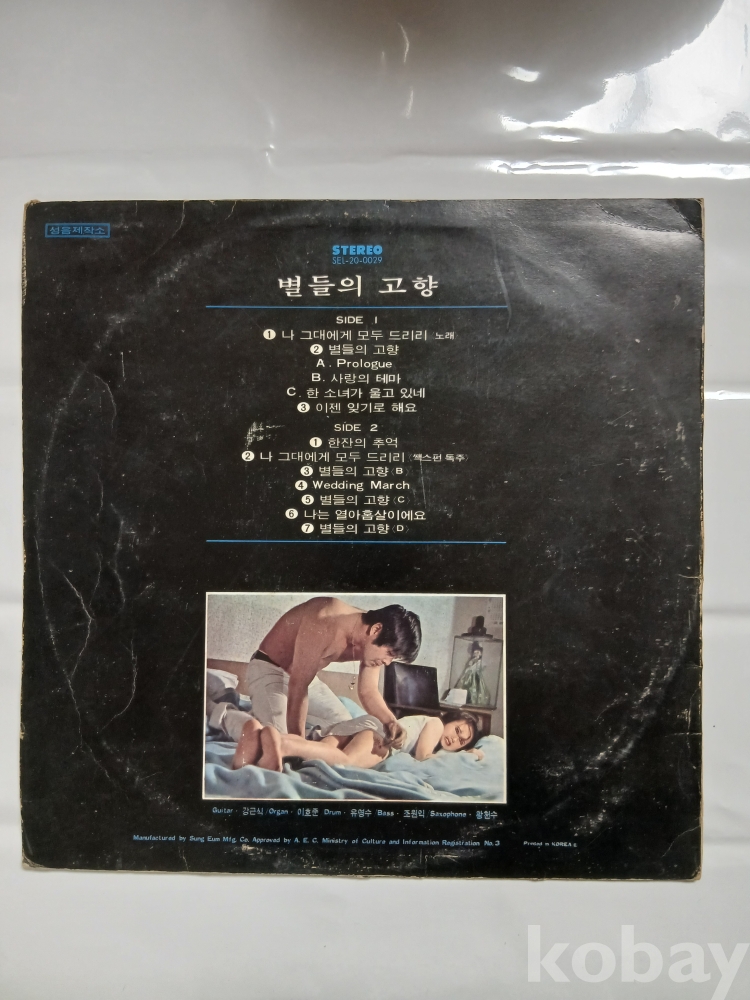 성음제작소
STEREO
SEL-20-0029
별들의 고향
SIDE 1
❶ 나 그대에게 모두 드리리 노래
❷ 별들의 고향
A. Prologue
B. 사랑의 테마
C. 한 소녀가 울고 있네
❸ 이젠 잊기로 해요
SIDE 2
❶ 한잔의 추억
❷ 나 그대에게 모두 드리리 (쌕스펀 독주)
❸ 별들의 고향 (B)
❹ Wedding March
❺ 별들의 고향 (C
❻ 나는 열아홉살이에요
❼ 별들의 고향 (D)
Guitar · 강근식 /Organ · 이호준 Drum · 유영수 /Bass · 조원익 Saxophone ·
Manufactured by Sung Eum Mfg. Co. Approved by A. E. C. Ministry of Culture and Information Registration No. 3 Printed in KOREA
kobay